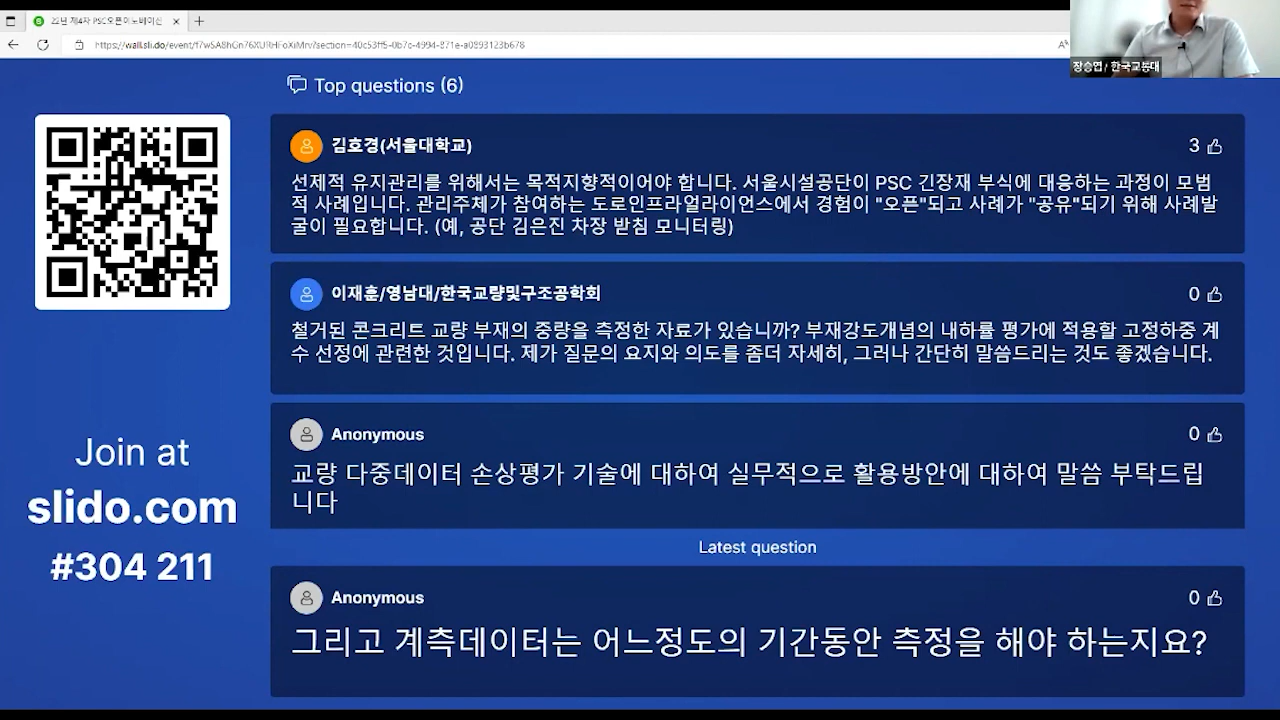 22년 제4차 PSC오픈이노베이션
Top questions (6)
장승엽 / 한국교통대
김호경(서울대학교)
3
선제적 유지관리를 위해서는 목적지향적이어야 합니다. 서울시설공단이 PSC 긴장재 부식에 대응하는 과정이 모범
적 사례입니다. 관리주체가 참여하는 도로인프라얼라이언스에서 경험이 "오픈"되고 사례가 "공유"되기 위해 사례발
굴이 필요합니다. (예, 공단 김은진 차장 받침 모니터링)
이재훈/영남대/한국교량및구조공학회
0
철거된 콘크리트 교량 부재의 중량을 측정한 자료가 있습니까? 부재강도개념의 내하률 평가에 적용할 고정하중 계
수 선정에 관련한 것입니다. 제가 질문의 요지와 의도를 좀더 자세히, 그러나 간단히 말씀드리는 것도 좋겠습니다.
Anonymous
0
교량 다중데이터 손상평가 기술에 대하여 실무적으로 활용방안에 대하여 말씀 부탁드립
니다
Join at
slido.com
#304 211
Latest question
Anonymous
0
그리고 계측데이터는 어느정도의 기간동안 측정을 해야 하는지요?